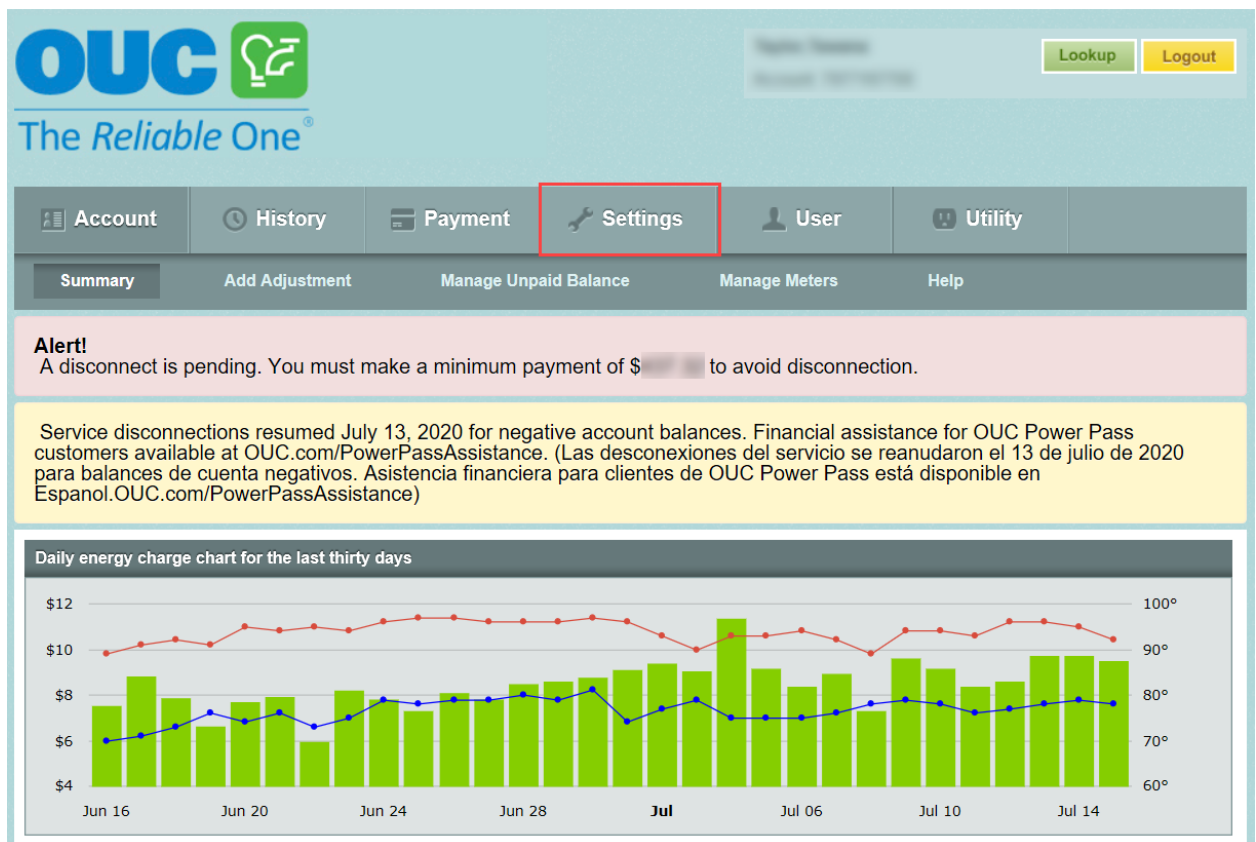 OUC
The Reliable One®
Lookup
Logout
Account
History
Payment
Settings
User
Utility
Summary
Add Adjustment
Manage Unpaid Balance
Manage Meters
Help
Alert!
A disconnect is pending. You must make a minimum payment of $ to avoid disconnection.
Service disconnections resumed July 13, 2020 for negative account balances. Financial assistance for OUC Power Pass
customers available at OUC.com/PowerPassAssistance. (Las desconexiones del servicio se reanudaron el 13 de julio de 2020
para balances de cuenta negativos. Asistencia financiera para clientes de OUC Power Pass está disponible en
Espanol.OUC.com/PowerPassAssistance)
Daily energy charge chart for the last thirty days
$12
100°
$10
90°
$8
80°
$6
70°
$4
60°
Jun 16
Jun 20
Jun 24
Jun 28
Jul
Jul 06
Jul 10
Jul 14